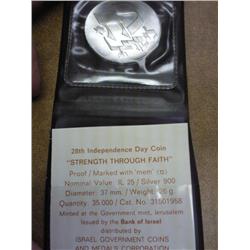 28th Independence Day Coin
"STRENGTH THROUGH FAITH"
Proof / Marked with 'mem' (מ)
Nominal Value: IL 25 / Silver 900
Diameter: 37 mm / Weight: 26 g
Quantity: 35.000 / Cat. No. 31501958
Minted at the Government mint, Jerusalem
Issued by the Bank of Israel
distributed by
ISRAEL GOVERNMENT COINS
AND MEDALS CORPORATION